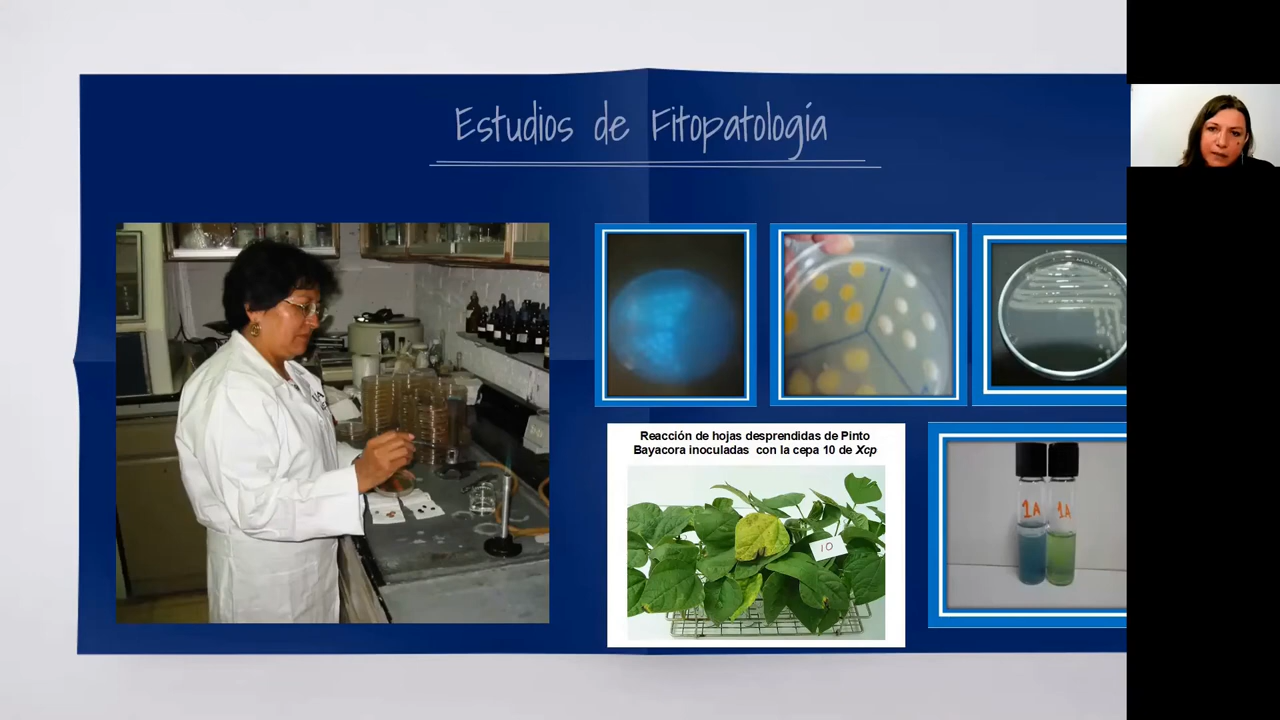 Estudios de Fitopatología
Reacción de hojas desprendidas de Pinto
Bayacora inoculadas con la cepa 10 de Xcp
10
1A 1A